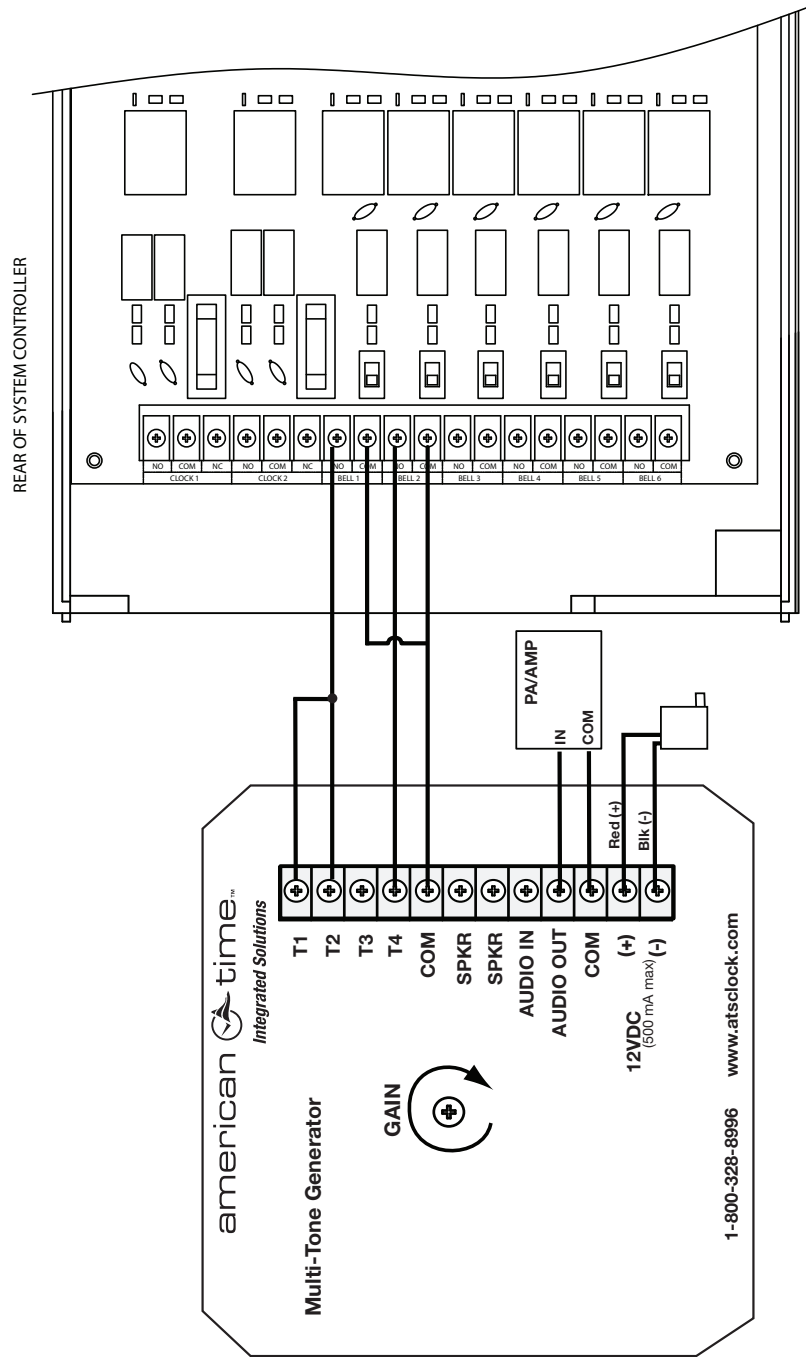 REAR OF SYSTEM CONTROLLER
NO COM NC NO COM NC NO COM NO COM NO COM NO COM NO COM NO COM
CLOCK 1 CLOCK 2 BELL 1 BELL 2 BELL 3 BELL 4 BELL 5 BELL 6
PA/AMP
IN
COM
Red (+)
Blk (-)
american time™
Integrated Solutions
Multi-Tone Generator
GAIN
T1
T2
T3
T4
COM
SPKR
SPKR
AUDIO IN
AUDIO OUT
COM
(+)
12VDC
(500 mA max)
(-)
1-800-328-8996 www.atsclock.com